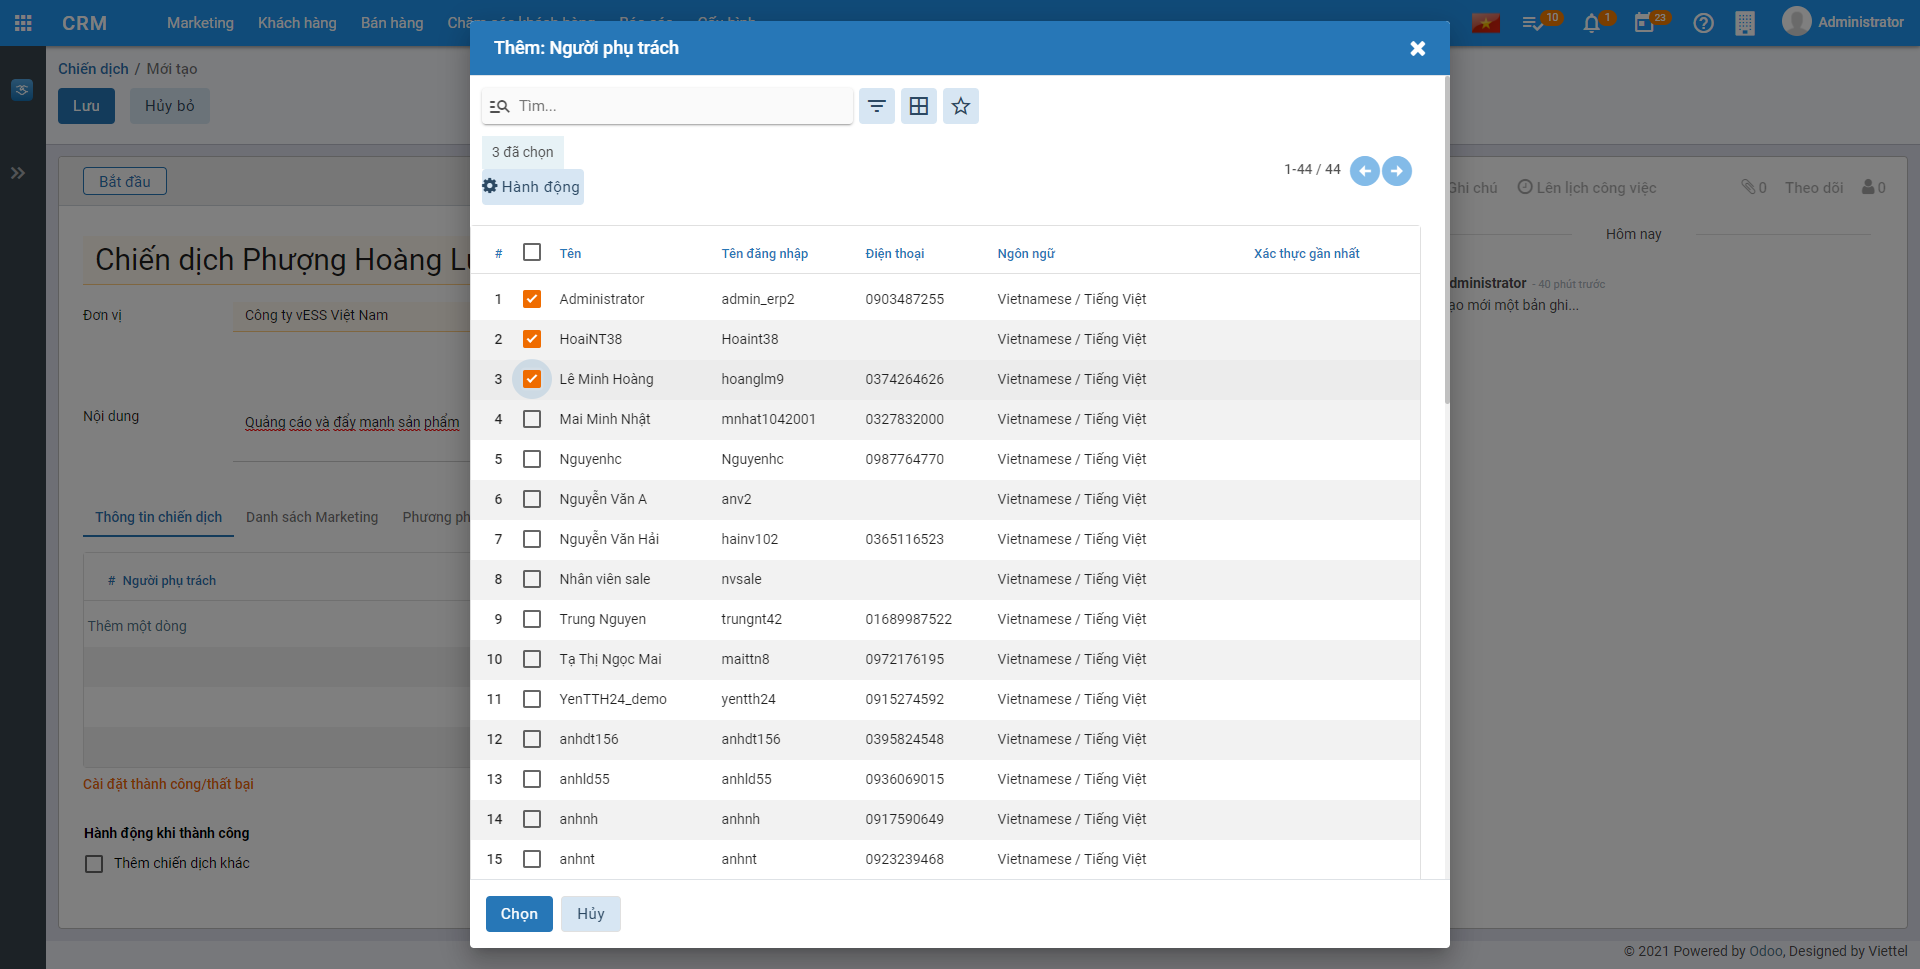 CRM
Marketing Khách hàng Bán hàng Chăm sóc khách hàng Báo cáo Cấu hình
10 1 23 Administrator
Chiến dịch / Mới tạo
Lưu Hủy bỏ
Bắt đầu
Ghi chú Lên lịch công việc 0 Theo dõi 0
Hôm nay
Chiến dịch Phượng Hoàng
Đơn vị Công ty vESS Việt Nam
dministrator - 40 phút trước
ạo mới một bản ghi...
Nội dung Quảng cáo và đẩy mạnh sản phẩm
Thông tin chiến dịch Danh sách Marketing Phương
# Người phụ trách
Thêm một dòng
Cài đặt thành công/thất bại
Hành động khi thành công
Thêm chiến dịch khác
Thêm: Người phụ trách
Tìm...
3 đã chọn
Hành động
1-44 / 44
# Tên Tên đăng nhập Điện thoại Ngôn ngữ Xác thực gần nhất
1 Administrator admin_erp2 0903487255 Vietnamese / Tiếng Việt
2 HoaiNT38 Hoaint38 Vietnamese / Tiếng Việt
3 Lê Minh Hoàng hoanglm9 0374264626 Vietnamese / Tiếng Việt
4 Mai Minh Nhật mnhat1042001 0327832000 Vietnamese / Tiếng Việt
5 Nguyenhc Nguyenhc 0987764770 Vietnamese / Tiếng Việt
6 Nguyễn Văn A anv2 Vietnamese / Tiếng Việt
7 Nguyễn Văn Hải hainv102 0365116523 Vietnamese / Tiếng Việt
8 Nhân viên sale nvsale Vietnamese / Tiếng Việt
9 Trung Nguyen trungnt42 01689987522 Vietnamese / Tiếng Việt
10 Tạ Thị Ngọc Mai maittn8 0972176195 Vietnamese / Tiếng Việt
11 YenTTH24_demo yentth24 0915274592 Vietnamese / Tiếng Việt
12 anhdt156 anhdt156 0395824548 Vietnamese / Tiếng Việt
13 anhld55 anhld55 0936069015 Vietnamese / Tiếng Việt
14 anhnh anhnh 0917590649 Vietnamese / Tiếng Việt
15 anhnt anhnt 0923239468 Vietnamese / Tiếng Việt
Chọn Hủy
© 2021 Powered by Odoo, Designed by Viettel